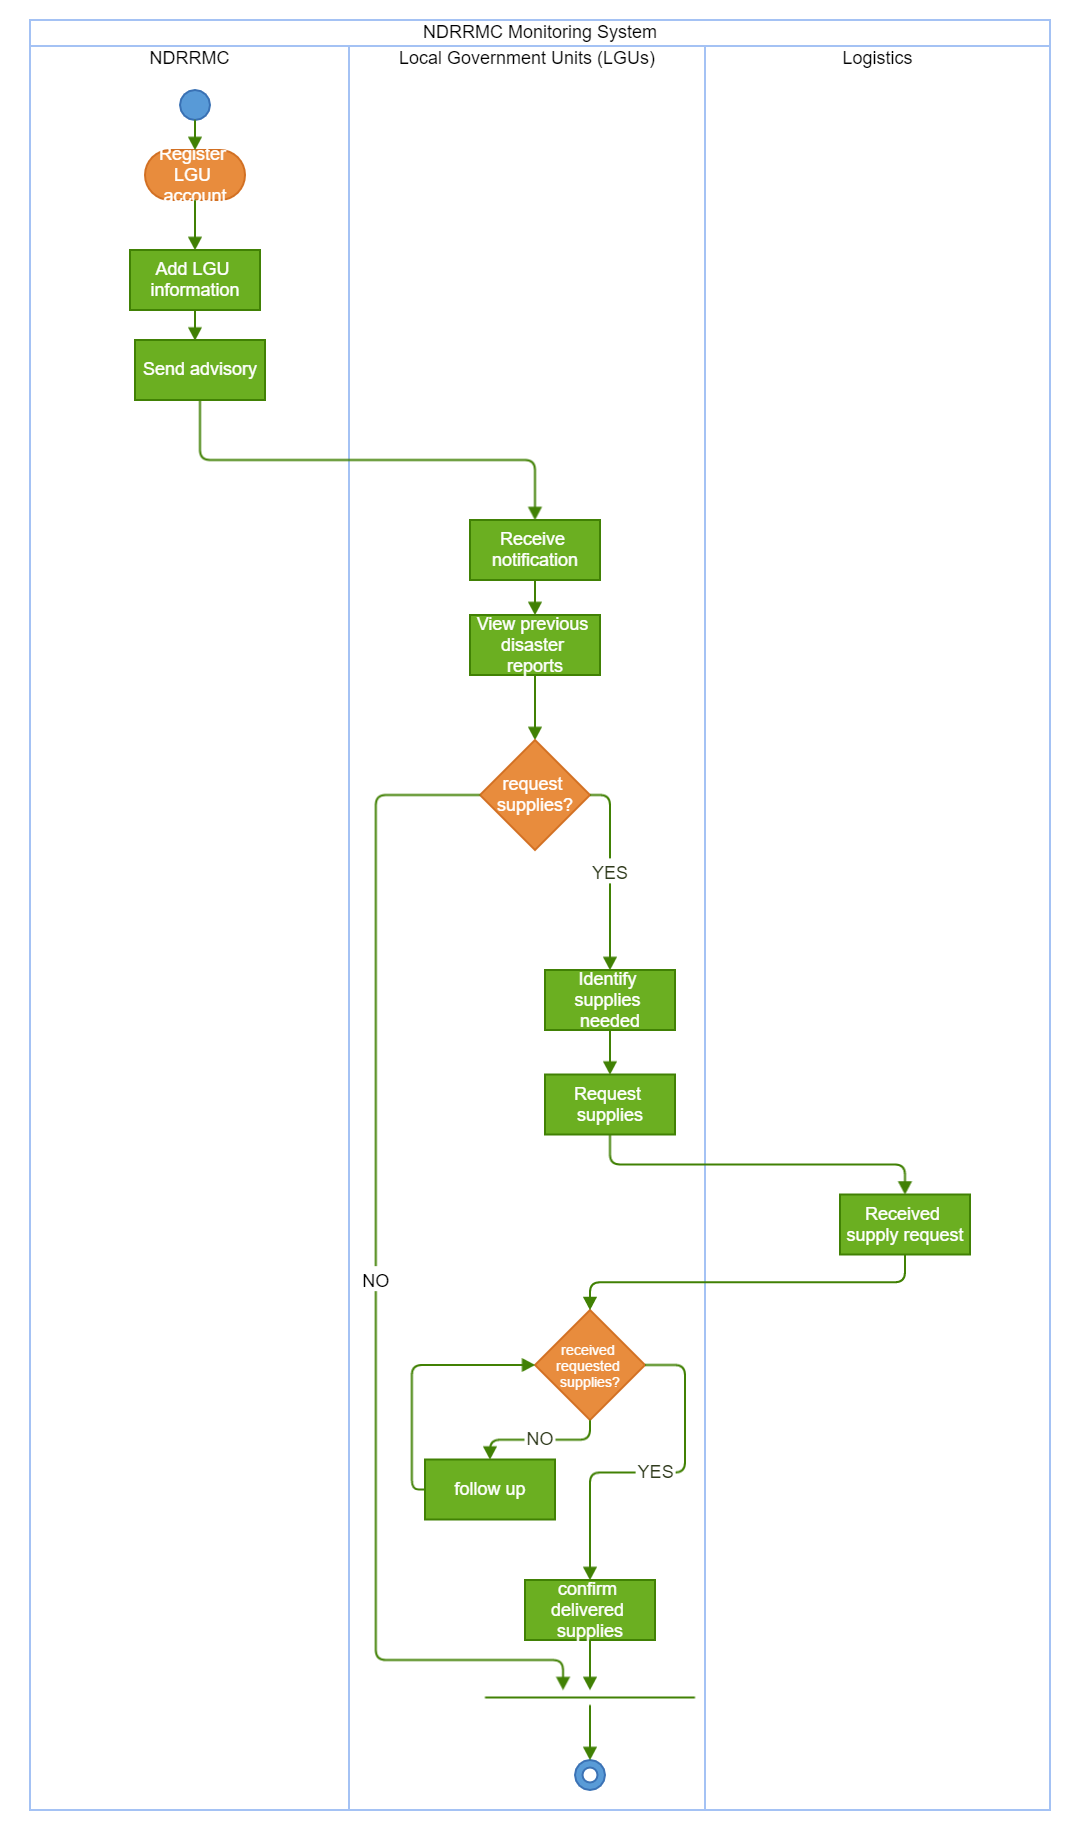 NDRRMC Monitoring System
NDRRMC
Local Government Units (LGUs)
Logistics
Register
LGU
account
Add LGU
information
Send advisory
Receive
notification
View previous
disaster
reports
request
supplies?
YES
Identify
supplies
needed
Request
supplies
Received
supply request
NO
received
requested
supplies?
NO
YES
follow up
confirm
delivered
supplies